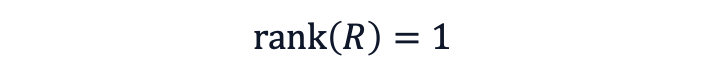 rank(R) = 1